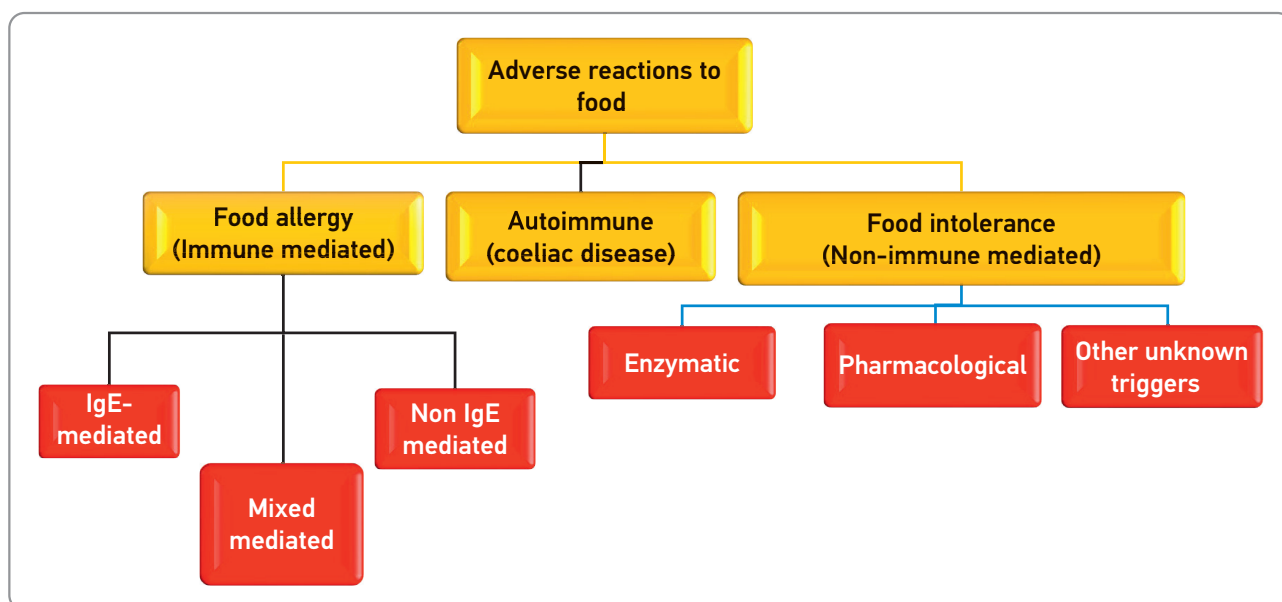 Adverse reactions to
food
Food allergy
(Immune mediated)
Autoimmune
(coeliac disease)
Food intolerance
(Non-immune mediated)
IgE-
mediated
Mixed
mediated
Non IgE
mediated
Enzymatic
Pharmacological
Other unknown
triggers